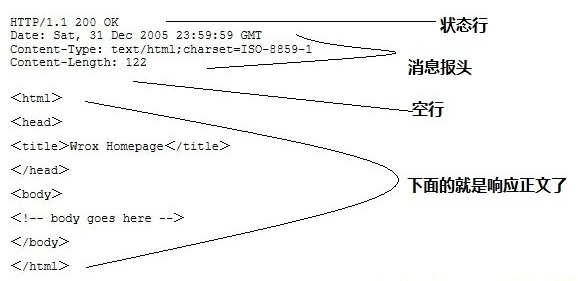 HTTP/1.1 200 OK
状态行
Date: Sat, 31 Dec 2005 23:59:59 GMT
Content-Type: text/html;charset=ISO-8859-1
Content-Length: 122
消息报头
空行
<html>
<head>
<title>Wrox Homepage</title>
</head>
<body>
下面的就是响应正文了
<!-- body goes here -->
</body>
</html>